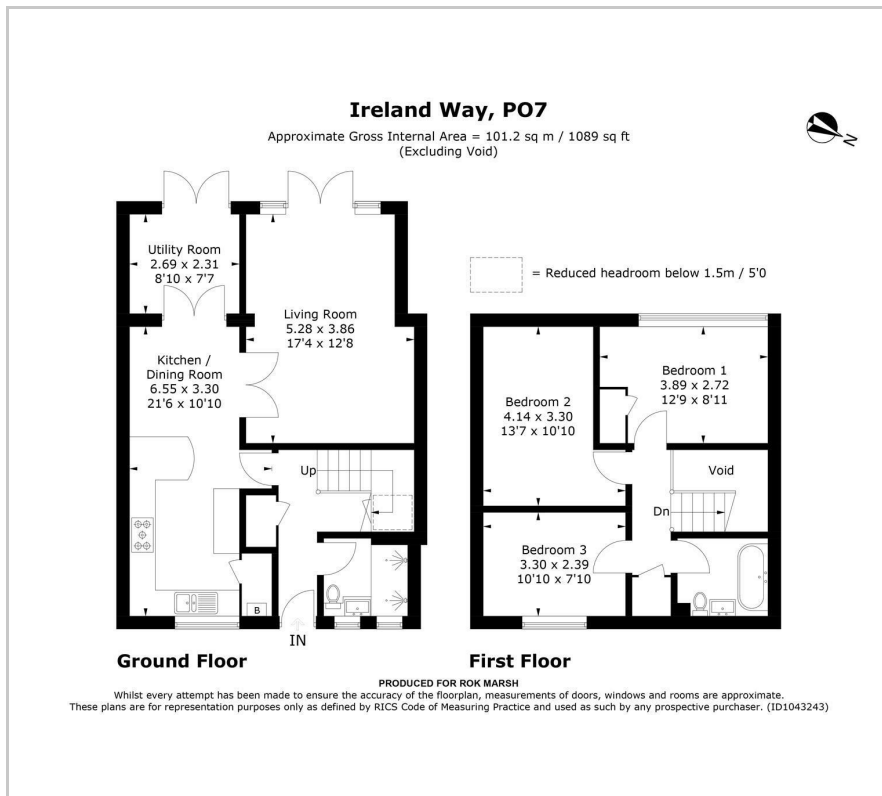 Ireland Way, PO7
Approximate Gross Internal Area = 101.2 sq m / 1089 sq ft
(Excluding Void)
N
Utility Room
2.69 x 2.31
8'10 x 7'7
= Reduced headroom below 1.5m / 5'0
Living Room
5.28 x 3.86
17'4 x 12'8
Kitchen /
Dining Room
6.55 x 3.30
21'6 x 10'10
Bedroom 1
3.89 x 2.72
12'9 x 8'11
Bedroom 2
4.14 x 3.30
13'7 x 10'10
Up
Void
Dn
Bedroom 3
3.30 x 2.39
10'10 x 7'10
B
IN
Ground Floor
First Floor
PRODUCED FOR ROK MARSH
Whilst every attempt has been made to ensure the accuracy of the floorplan, measurements of doors, windows and rooms are approximate.
These plans are for representation purposes only as defined by RICS Code of Measuring Practice and used as such by any prospective purchaser. (ID1043243)